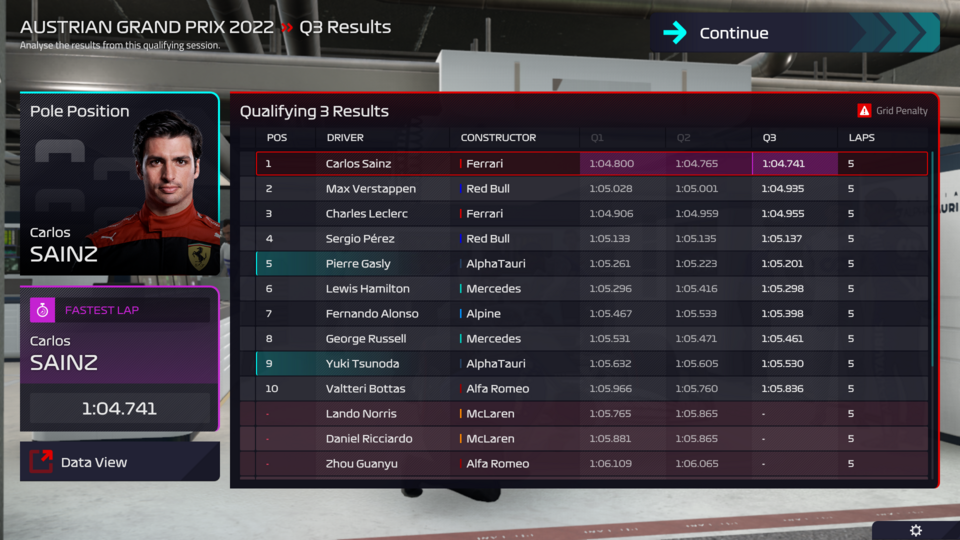 AUSTRIAN GRAND PRIX 2022 » Q3 Results
Analyse the results from this qualifying session.
Continue
Pole Position
Carlos
SAINZ
FASTEST LAP
Carlos
SAINZ
1:04.741
Data View
Qualifying 3 Results
Grid Penalty
POS DRIVER CONSTRUCTOR Q1 Q2 Q3 LAPS
1 Carlos Sainz Ferrari 1:04.800 1:04.765 1:04.741 5
2 Max Verstappen Red Bull 1:05.028 1:05.001 1:04.935 5
3 Charles Leclerc Ferrari 1:04.906 1:04.959 1:04.955 5
4 Sergio Pérez Red Bull 1:05.133 1:05.135 1:05.137 5
5 Pierre Gasly AlphaTauri 1:05.261 1:05.223 1:05.201 5
6 Lewis Hamilton Mercedes 1:05.296 1:05.416 1:05.298 5
7 Fernando Alonso Alpine 1:05.467 1:05.533 1:05.398 5
8 George Russell Mercedes 1:05.531 1:05.471 1:05.461 5
9 Yuki Tsunoda AlphaTauri 1:05.632 1:05.605 1:05.530 5
10 Valtteri Bottas Alfa Romeo 1:05.966 1:05.760 1:05.836 5
- Lando Norris McLaren 1:05.765 1:05.865 - 5
- Daniel Ricciardo McLaren 1:05.881 1:05.865 - 5
- Zhou Guanyu Alfa Romeo 1:06.109 1:06.065 - 5